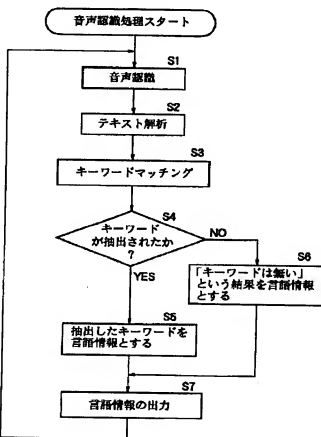 音声認識処理スタート
S1
音声認識
S2
テキスト解析
S3
キーワードマッチング
S4
キーワード
が抽出されたか
?
NO
YES
S6
「キーワードは無い」
という結果を言語情報
とする
S5
抽出したキーワードを
言語情報とする
S7
言語情報の出力